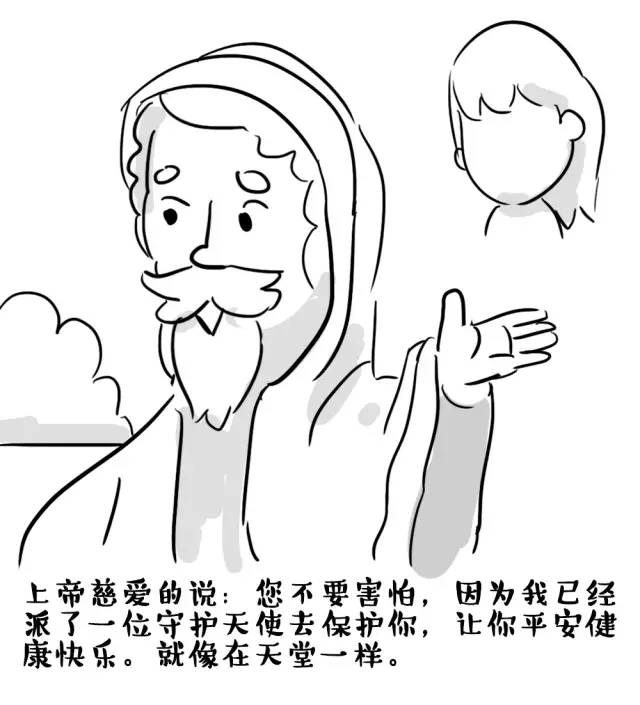 上帝慈爱的说：您不要害怕，因为我已经
派了一位守护天使去保护你，让你平安健
康快乐。就像在天堂一样。